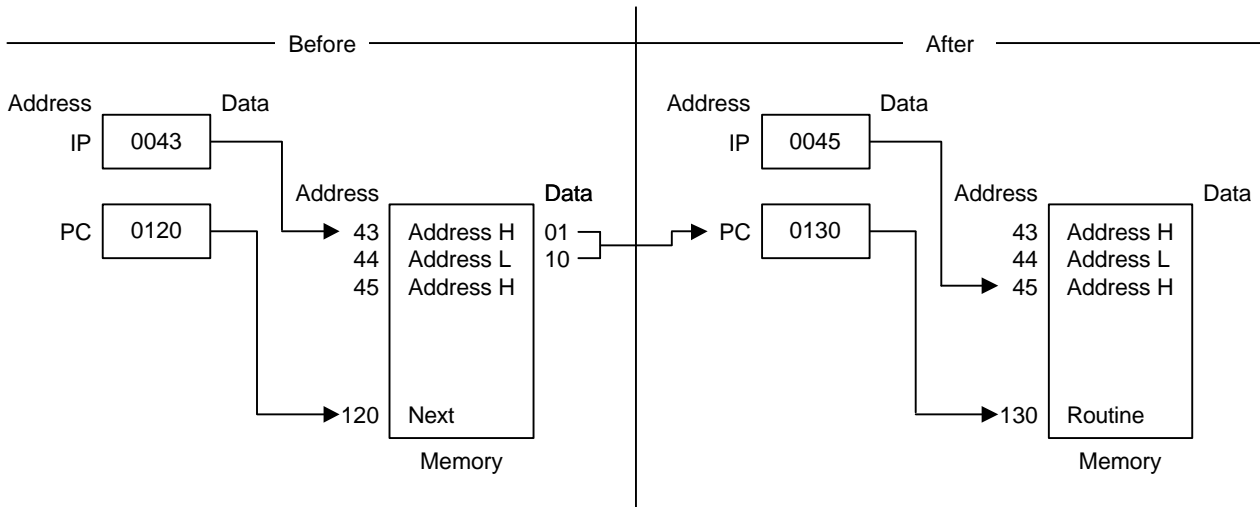 Before
Address Data
IP 0043
Address Data
PC 0120
43 Address H 01
44 Address L 10
45 Address H
120 Next
Memory
After
Address Data
IP 0045
Address Data
PC 0130
43 Address H
44 Address L
45 Address H
130 Routine
Memory